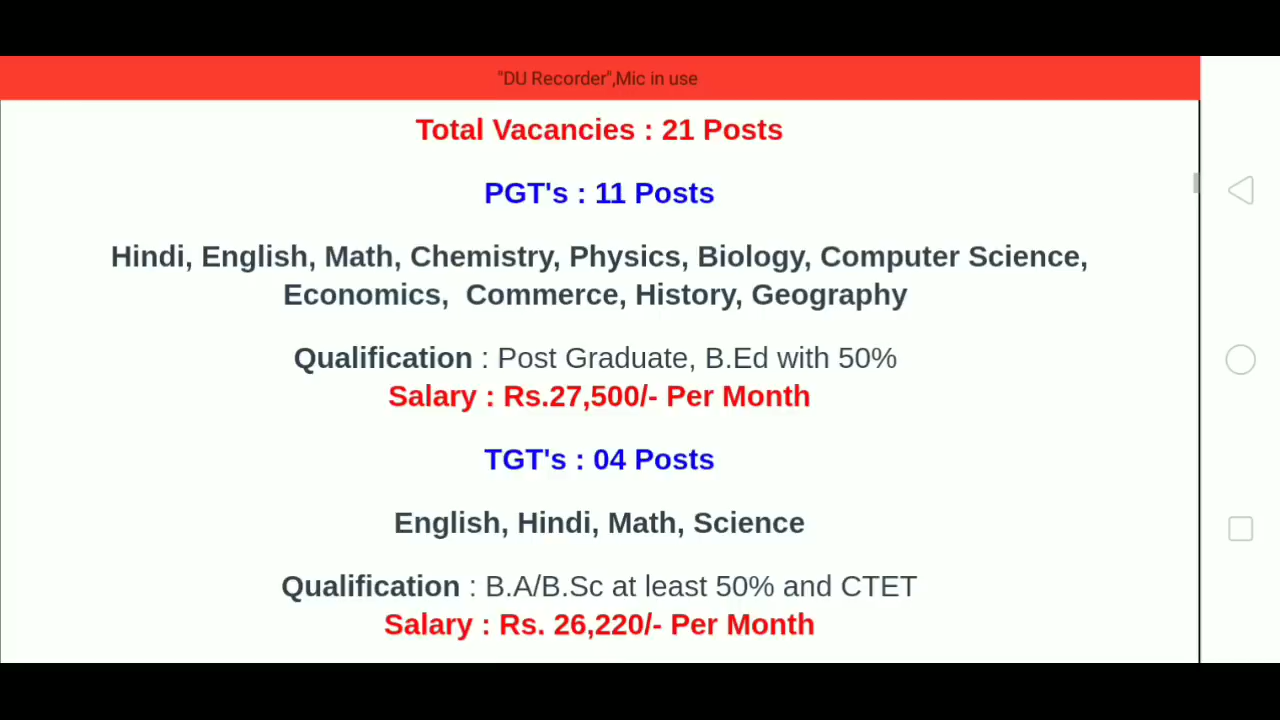 "DU Recorder",Mic in use
Total Vacancies : 21 Posts
PGT's : 11 Posts
Hindi, English, Math, Chemistry, Physics, Biology, Computer Science,
Economics,  Commerce, History, Geography
Qualification : Post Graduate, B.Ed with 50%
Salary : Rs.27,500/- Per Month
TGT's : 04 Posts
English, Hindi, Math, Science
Qualification : B.A/B.Sc at least 50% and CTET
Salary : Rs. 26,220/- Per Month